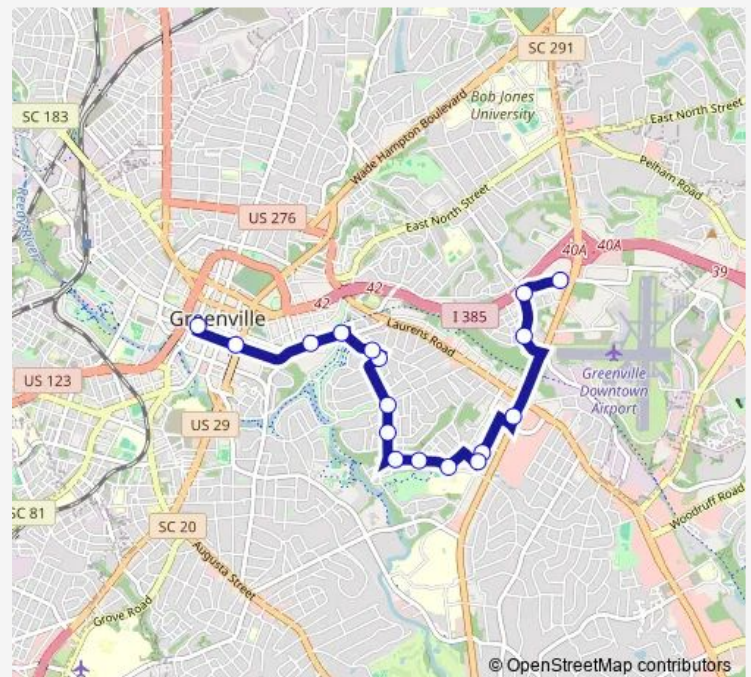 SC 291
Bob Jones
University
East North Street
Pelham Road
SC 183
Wade Hampton Boulevard
Reedy River
US 276
East North Street
40A
40A
39
42
42
I 385
Greenville
Laurens Road
US 123
Greenville
Downtown
Airport
US 29
Woodruff Road
SC 81
SC 20
Augusta Street
Grove Road
© OpenStreetMap contributors